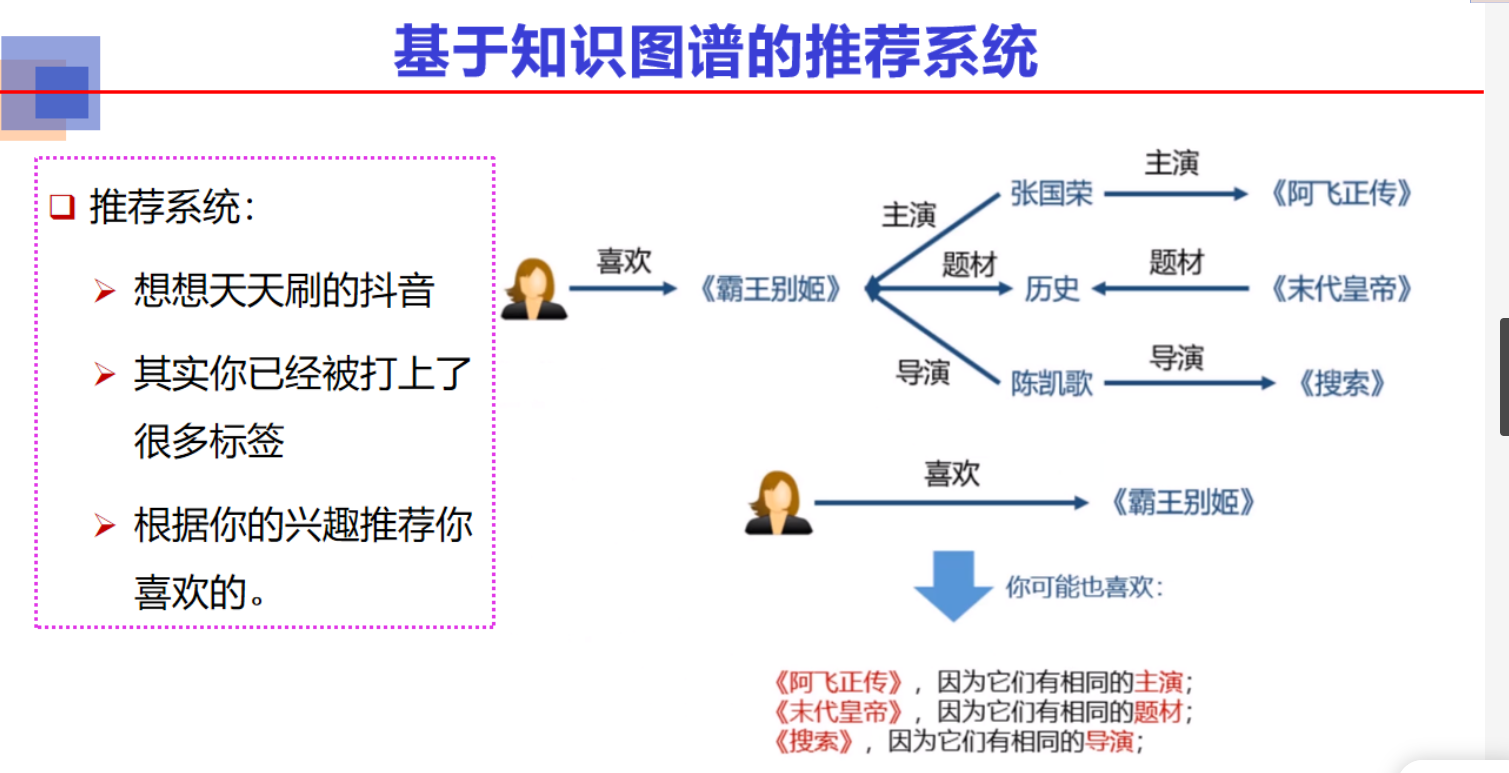 基于知识图谱的推荐系统
推荐系统：
想想天天刷的抖音
其实你已经被打上了
很多标签
根据你的兴趣推荐你
喜欢的。
喜欢
《霸王别姬》
主演
张国荣
主演
《阿飞正传》
题材
历史
题材
《末代皇帝》
导演
陈凯歌
导演
《搜索》
喜欢
《霸王别姬》
你可能也喜欢：
《阿飞正传》，因为它们有相同的主演；
《末代皇帝》，因为它们有相同的题材；
《搜索》，因为它们有相同的导演；